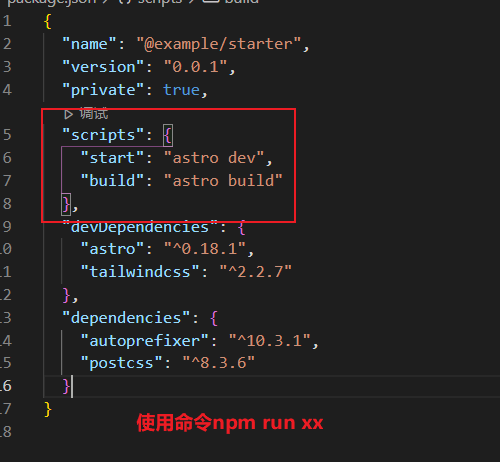 package.json > {} scripts > build
1 {
2 "name": "@example/starter",
3 "version": "0.0.1",
4 "private": true,
调试
5 "scripts": {
6 "start": "astro dev",
7 "build": "astro build"
8 },
9 "devDependencies": {
10 "astro": "^0.18.1",
11 "tailwindcss": "^2.2.7"
12 },
13 "dependencies": {
14 "autoprefixer": "^10.3.1",
15 "postcss": "^8.3.6"
16 }
17 }
18
使用命令npm run xx